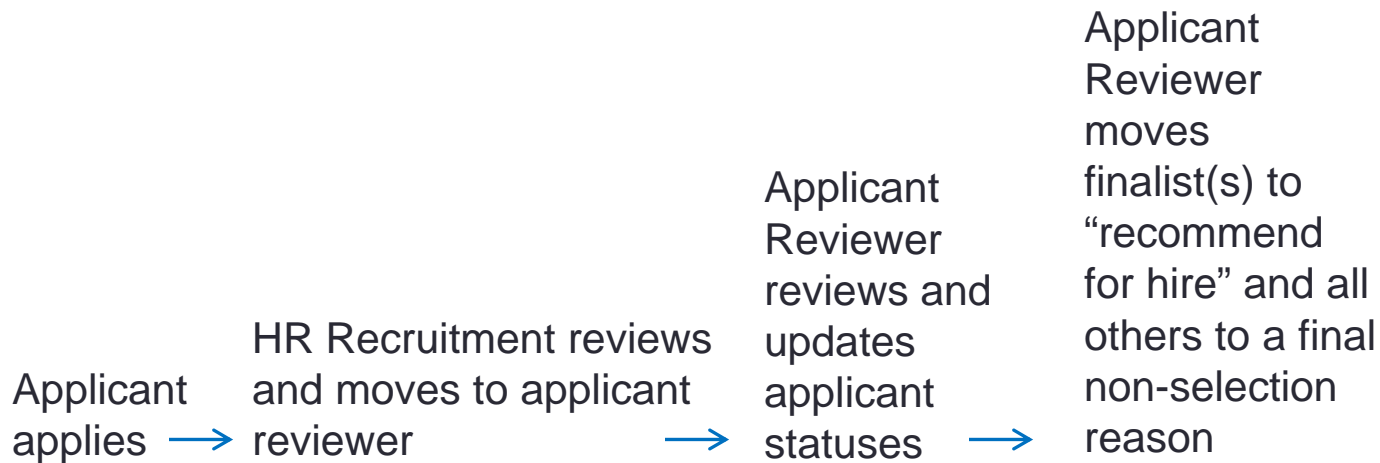 Applicant
applies
HR Recruitment reviews
and moves to applicant
reviewer
Applicant
Reviewer
reviews and
updates
applicant
statuses
Applicant
Reviewer
moves
finalist(s) to
“recommend
for hire” and all
others to a final
non-selection
reason